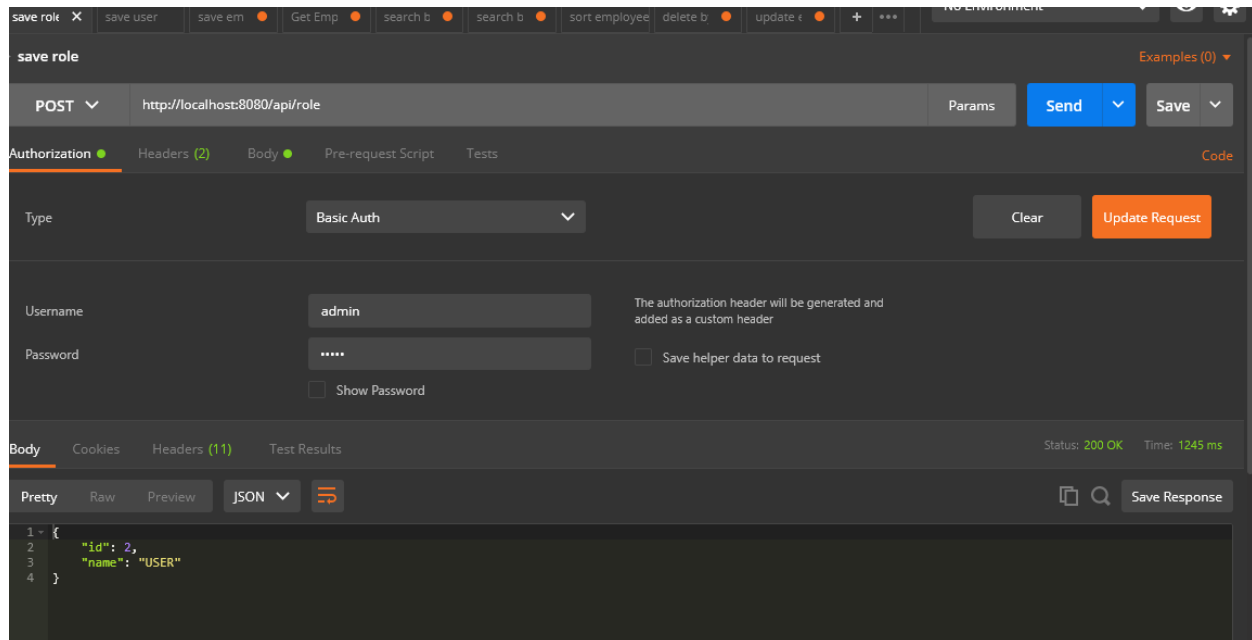 save role save user save em Get Emp search b search b sort employee delete by update e + No Environment
save role Examples (0)
POST http://localhost:8080/api/role Params Send Save
Authorization Headers (2) Body Pre-request Script Tests Code
Type Basic Auth Clear Update Request
Username admin The authorization header will be generated and
added as a custom header
Password ••••• Save helper data to request
Show Password
Body Cookies Headers (11) Test Results Status: 200 OK Time: 1245 ms
Pretty Raw Preview JSON Save Response
1 {
2 "id": 2,
3 "name": "USER"
4 }